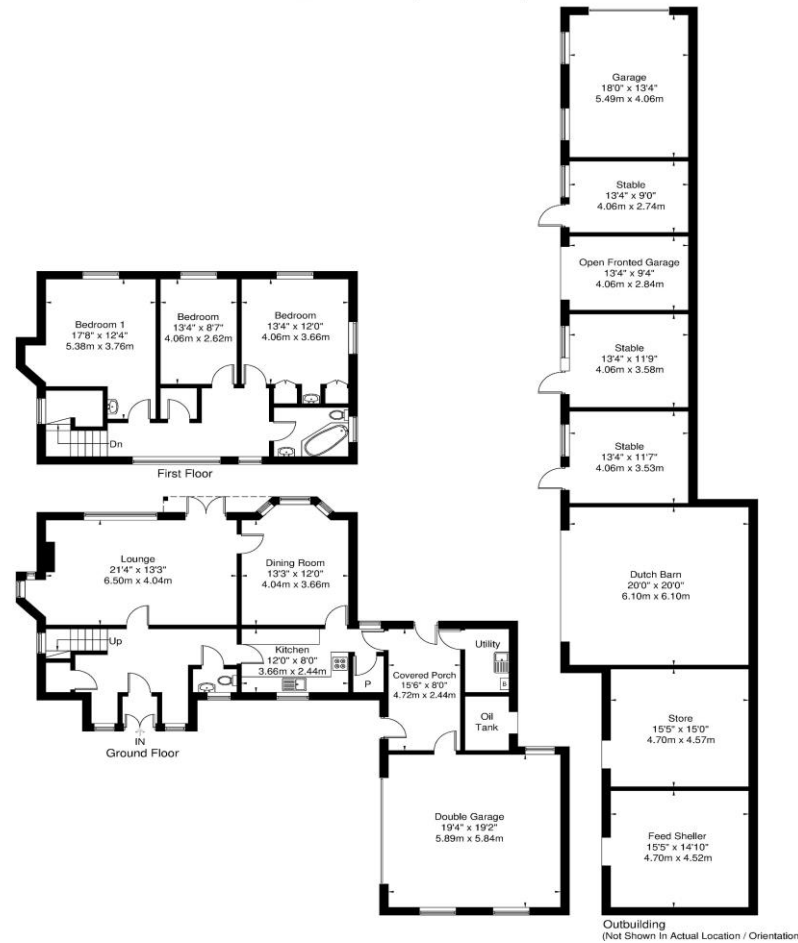 Garage
18'0" x 13'4"
5.49m x 4.06m
Stable
13'4" x 9'0"
4.06m x 2.74m
Open Fronted Garage
13'4" x 9'4"
4.06m x 2.84m
Stable
13'4" x 11'9"
4.06m x 3.58m
Stable
13'4" x 11'7"
4.06m x 3.53m
Dutch Barn
20'0" x 20'0"
6.10m x 6.10m
Store
15'5" x 15'0"
4.70m x 4.57m
Feed Sheller
15'5" x 14'10"
4.70m x 4.52m
Outbuilding
(Not Shown In Actual Location / Orientation
Bedroom 1
17'8" x 12'4"
5.38m x 3.76m
Bedroom
13'4" x 8'7"
4.06m x 2.62m
Bedroom
13'4" x 12'0"
4.06m x 3.66m
Dn
First Floor
Lounge
21'4" x 13'3"
6.50m x 4.04m
Dining Room
13'3" x 12'0"
4.04m x 3.66m
Up
Kitchen
12'0" x 8'0"
3.66m x 2.44m
P
Covered Porch
15'6" x 8'0"
4.72m x 2.44m
Utility
B
Oil
Tank
IN
Ground Floor
Double Garage
19'4" x 19'2"
5.89m x 5.84m